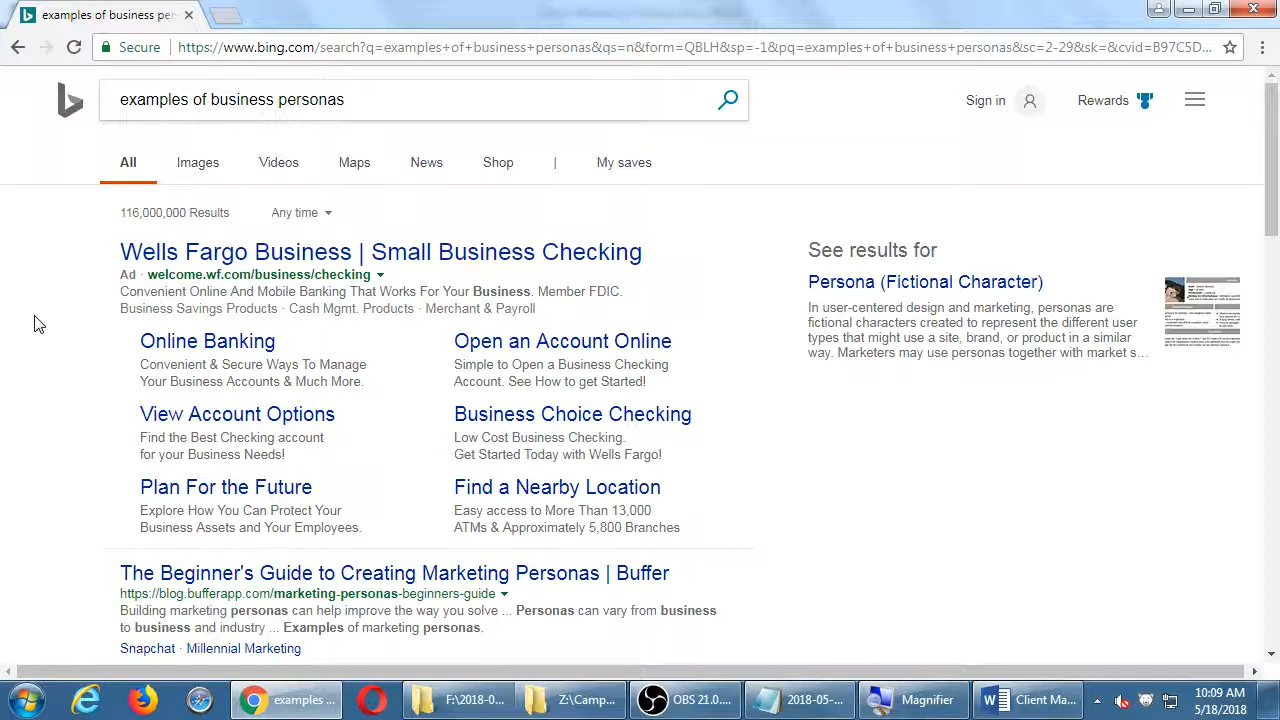 examples of business per
Secure https://www.bing.com/search?q=examples+of+business+personas&qs=n&form=QBLH&sp=-1&pq=examples+of+business+personas&sc=2-29&sk=&cvid=B97C5D...
examples of business personas
Sign in Rewards
All Images Videos Maps News Shop | My saves
116,000,000 Results Any time
Wells Fargo Business | Small Business Checking
Ad · welcome.wf.com/business/checking
Convenient Online And Mobile Banking That Works For Your Business. Member FDIC.
Business Savings Products · Cash Mgmt. Products · Merchant & Payroll
Online Banking
Convenient & Secure Ways To Manage
Your Business Accounts & Much More.
Open an Account Online
Simple to Open a Business Checking
Account. See How to get Started!
View Account Options
Find the Best Checking account
for your Business Needs!
Business Choice Checking
Low Cost Business Checking.
Get Started Today with Wells Fargo!
Plan For the Future
Explore How You Can Protect Your
Business Assets and Your Employees.
Find a Nearby Location
Easy access to More Than 13,000
ATMs & Approximately 5,800 Branches
The Beginner's Guide to Creating Marketing Personas | Buffer
https://blog.bufferapp.com/marketing-personas-beginners-guide
Building marketing personas can help improve the way you solve ... Personas can vary from business
to business and industry ... Examples of marketing personas.
Snapchat · Millennial Marketing
See results for
Persona (Fictional Character)
In user-centered design and marketing, personas are
fictional characters created to represent the different user
types that might use a site, brand, or product in a similar
way. Marketers may use personas together with market s...
examples ... F:\2018-0... Z:\Camp... OBS 21.0.... 2018-05-... Magnifier Client Ma...
10:09 AM
5/18/2018